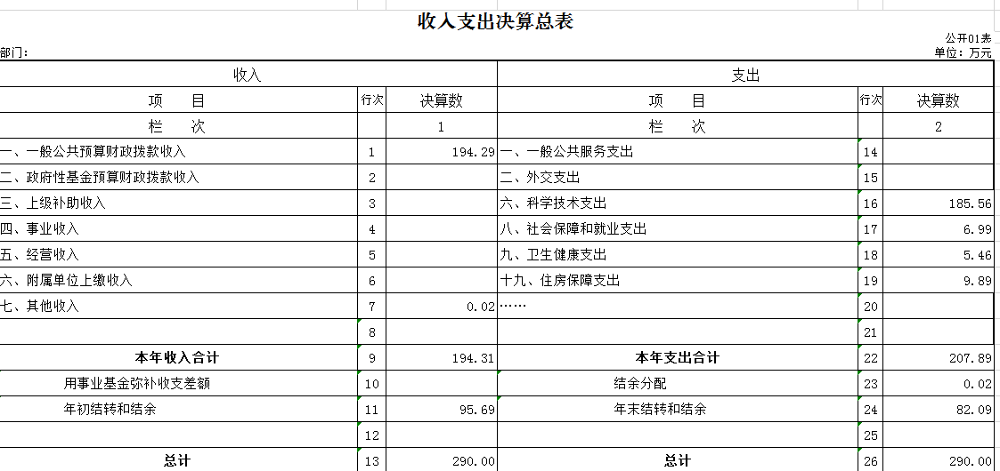 收入支出决算总表
公开01表
部门： 单位：万元
收入 支出
项 目 行次 决算数 项 目 行次 决算数
栏 次 1 栏 次 2
一、一般公共预算财政拨款收入 1 194.29 一、一般公共服务支出 14
二、政府性基金预算财政拨款收入 2 二、外交支出 15
三、上级补助收入 3 六、科学技术支出 16 185.56
四、事业收入 4 八、社会保障和就业支出 17 6.99
五、经营收入 5 九、卫生健康支出 18 5.46
六、附属单位上缴收入 6 十九、住房保障支出 19 9.89
七、其他收入 7 0.02 …… 20
8 21
本年收入合计 9 194.31 本年支出合计 22 207.89
用事业基金弥补收支差额 10 结余分配 23 0.02
年初结转和结余 11 95.69 年末结转和结余 24 82.09
12 25
总计 13 290.00 总计 26 290.00